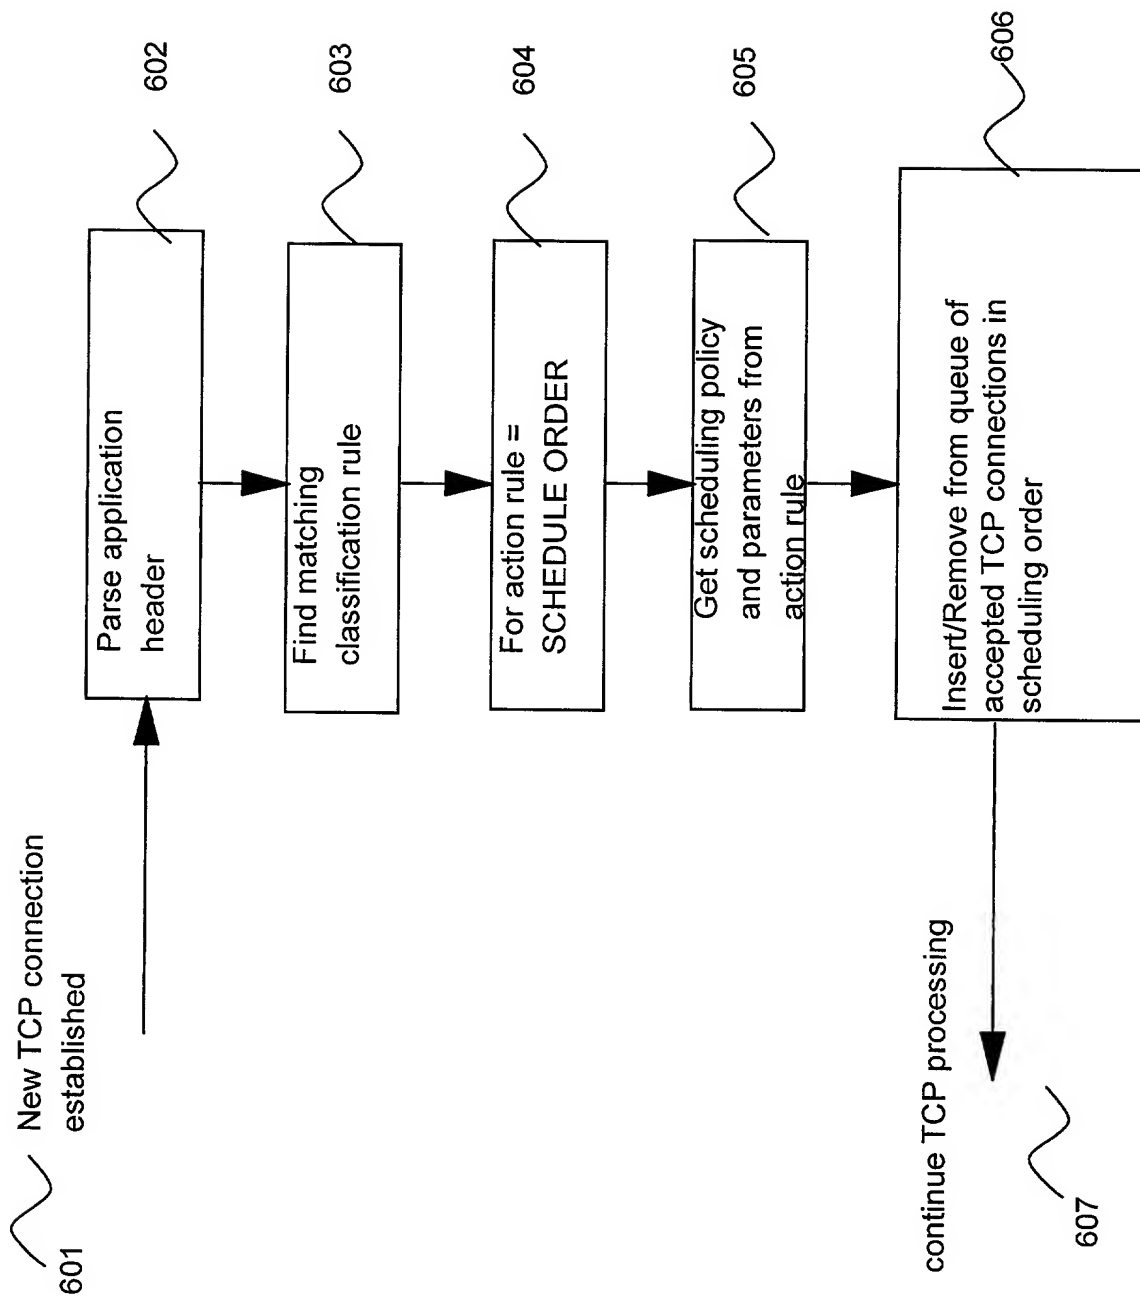 601
New TCP connection
established
Parse application
header
602
Find matching
classification rule
603
For action rule =
SCHEDULE ORDER
604
Get scheduling policy
and parameters from
action rule
605
Insert/Remove from queue of
accepted TCP connections in
scheduling order
606
continue TCP processing
607